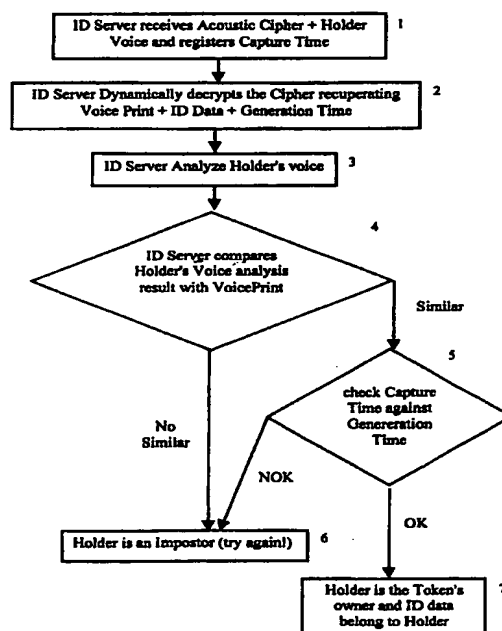 ID Server receives Acoustic Cipher + Holder
Voice and registers Capture Time
1
ID Server Dynamically decrypts the Cipher recuperating
Voice Print + ID Data + Generation Time
2
ID Server Analyze Holder's voice
3
4
ID Server compares
Holder's Voice analysis
result with VoicePrint
Similar
5
check Capture
Time against
Genereration
Time
No
Similar
NOK
OK
Holder is an Impostor (try again!)
6
Holder is the Token's
owner and ID data
belong to Holder